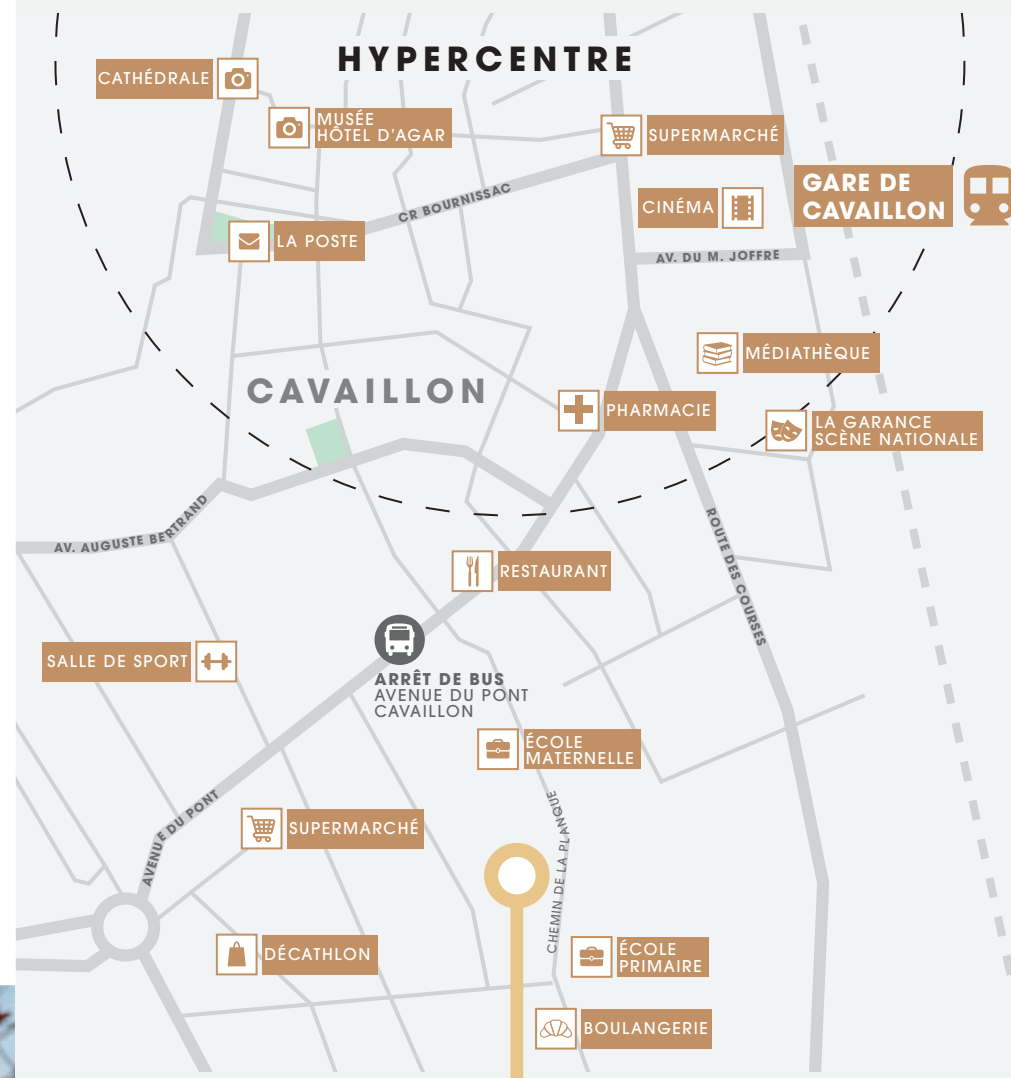 HYPERCENTRE
CATHÉDRALE
MUSÉE
HÔTEL D'AGAR
SUPERMARCHÉ
CR BOURNISSAC
CINÉMA
GARE DE
CAVAILLON
LA POSTE
AV. DU M. JOFFRE
MÉDIATHÈQUE
CAVAILLON
PHARMACIE
LA GARANCE
SCÈNE NATIONALE
AV. AUGUSTE BERTRAND
ROUTE DES COURSES
RESTAURANT
SALLE DE SPORT
ARRÊT DE BUS
AVENUE DU PONT
CAVAILLON
ÉCOLE
MATERNELLE
AVENUE DU PONT
SUPERMARCHÉ
CHEMIN DE LA PLANQUE
DÉCATHLON
ÉCOLE
PRIMAIRE
BOULANGERIE